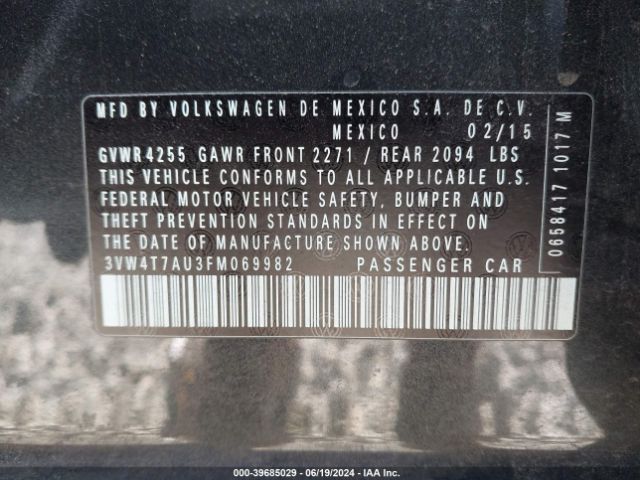 MFD BY VOLKSWAGEN DE MEXICO S.A. DE C.V.
MEXICO 02/15
GVWR 4255 GAWR FRONT 2271 / REAR 2094 LBS
THIS VEHICLE CONFORMS TO ALL APPLICABLE U.S.
FEDERAL MOTOR VEHICLE SAFETY, BUMPER AND
THEFT PREVENTION STANDARDS IN EFFECT ON
THE DATE OF MANUFACTURE SHOWN ABOVE.
3VW4T7AU3FM069982 PASSENGER CAR
0658417 1017 M
000-39685029 - 06/19/2024 - IAA Inc.